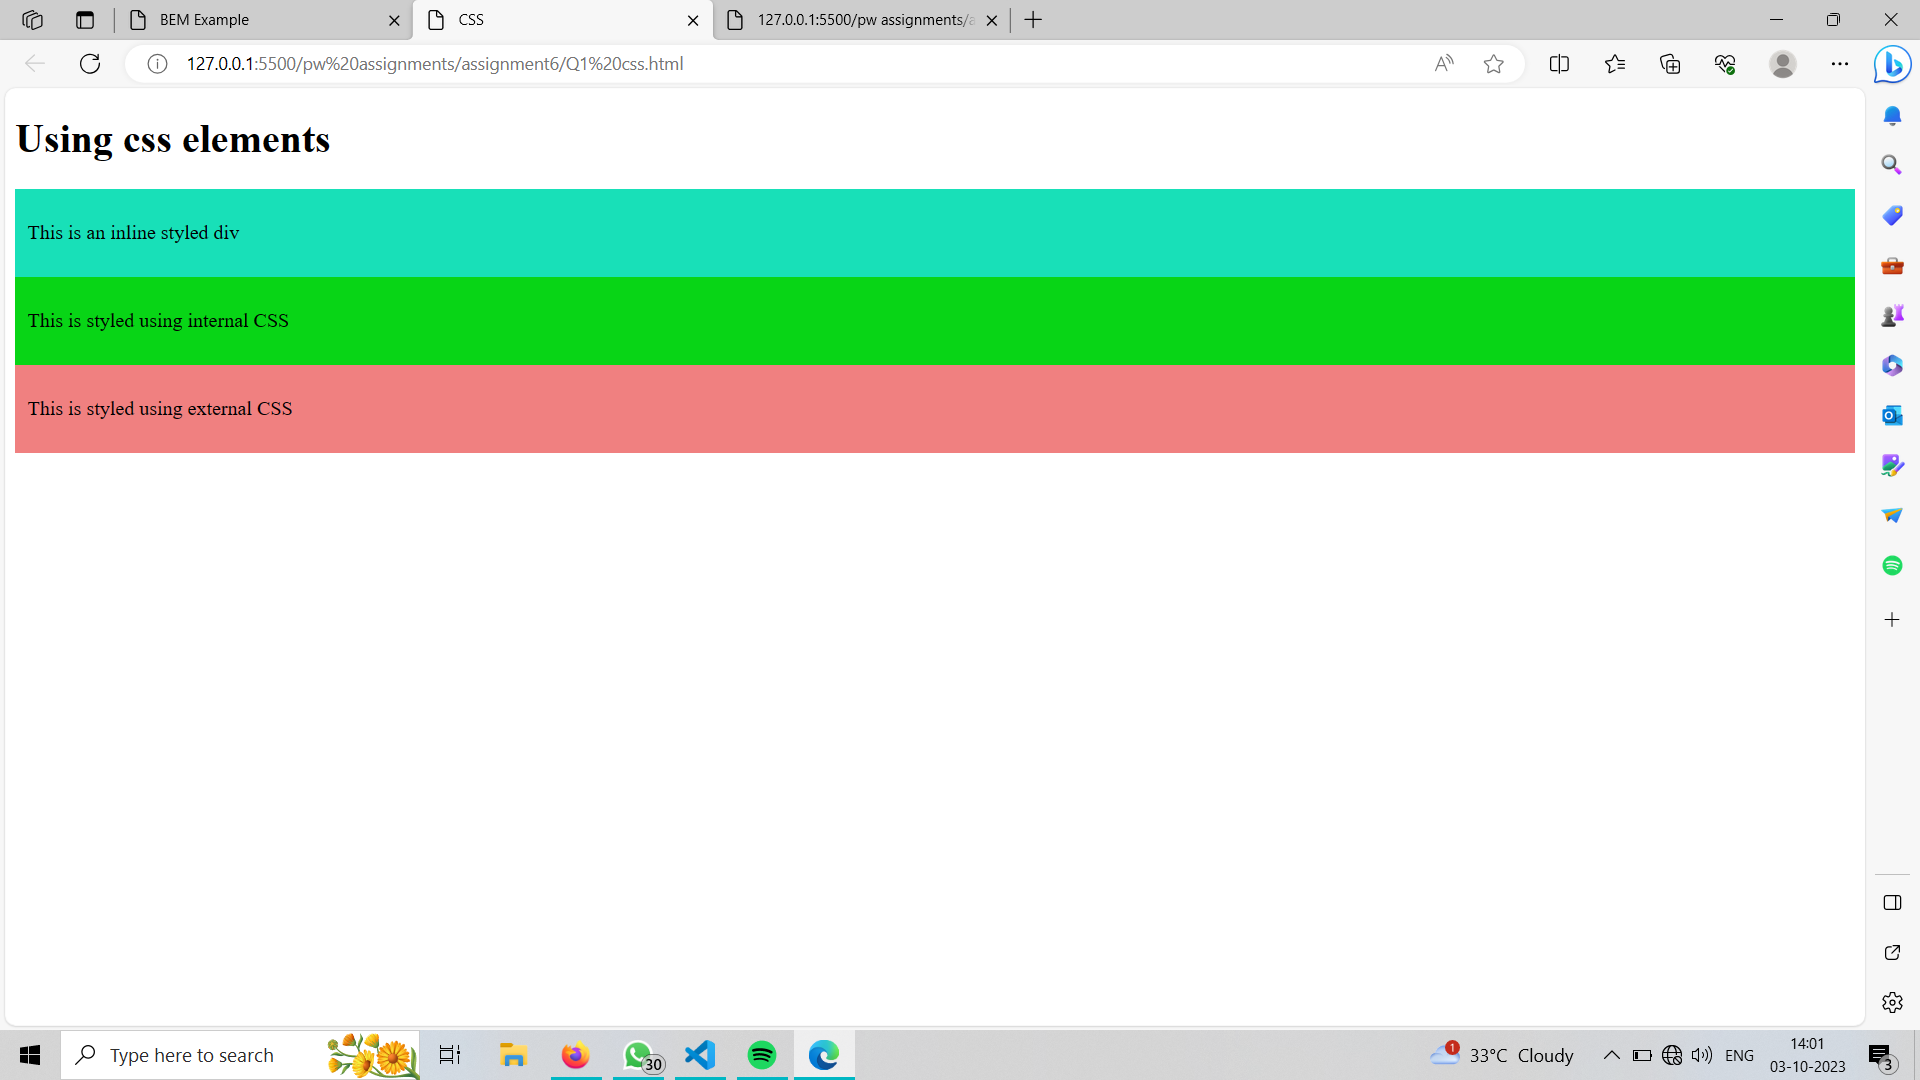 BEM Example
CSS
127.0.0.1:5500/pw assignments/a
127.0.0.1:5500/pw%20assignments/assignment6/Q1%20css.html
Using css elements
This is an inline styled div
This is styled using internal CSS
This is styled using external CSS
Type here to search
30
1
33°C Cloudy
ENG
14:01
03-10-2023
3